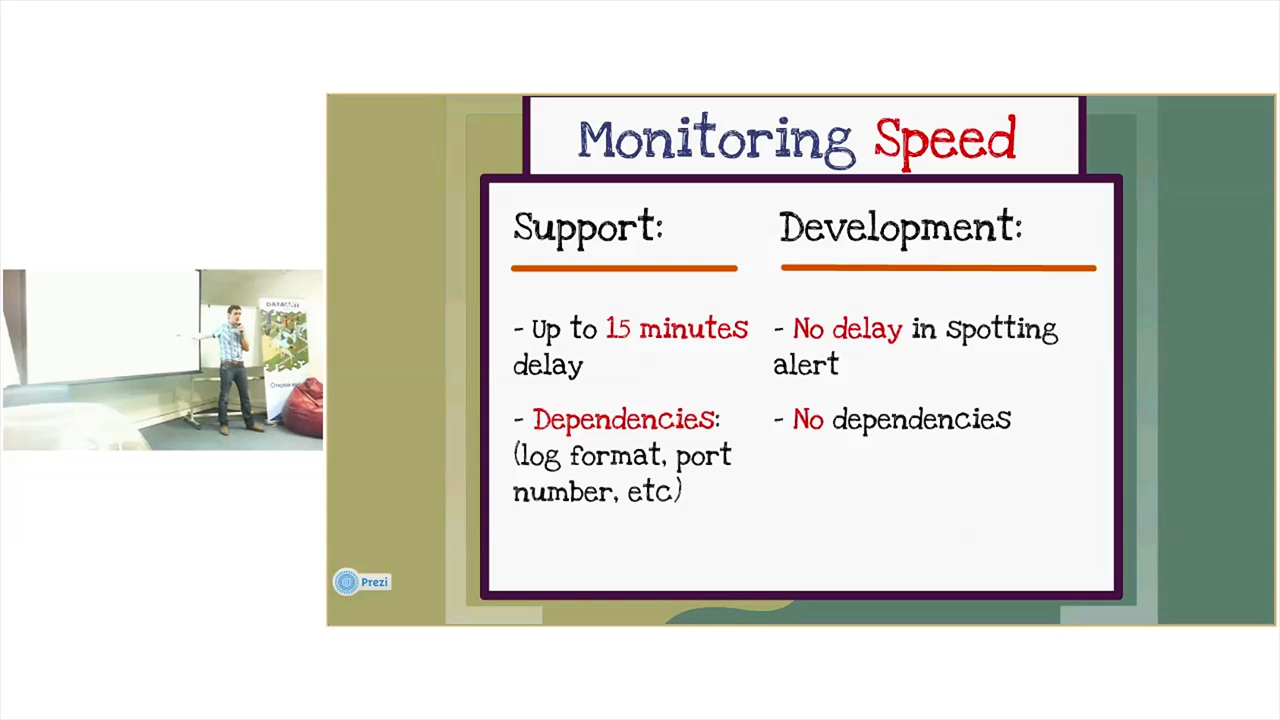 Monitoring Speed
Support:
- Up to 15 minutes
delay
- Dependencies:
(log format, port
number, etc.)
Development:
- No delay in spotting
alert
- No dependencies
Prezi